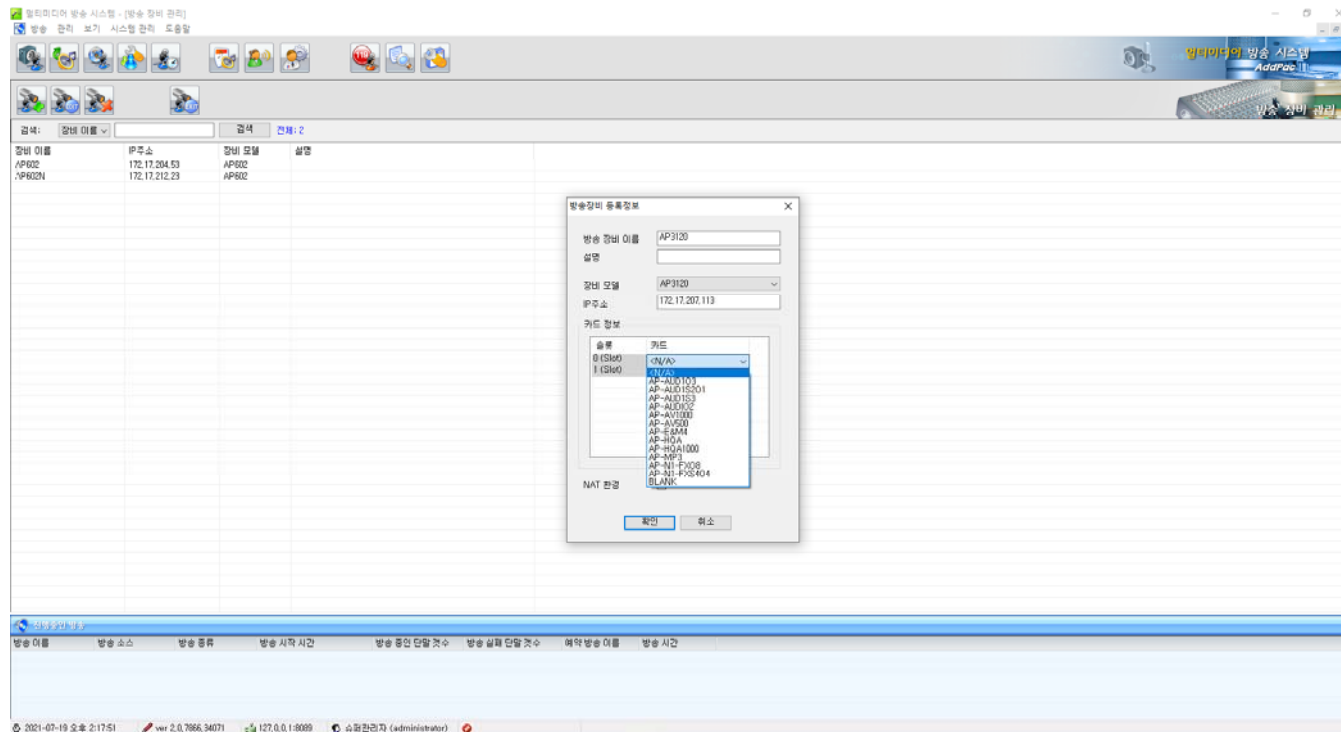 멀티미디어 방송 시스템 - [방송 장비 관리]
방송 관리 보기 시스템 관리 도움말
멀티미디어 방송 시스템
AddPac
방송 장비 관리
검색: 장비 이름 검색 전체: 2
장비 이름 IP주소 장비 모델 설명
AP602 172.17.204.53 AP602
AP602N 172.17.212.23 AP602
방송장비 등록정보
방송 장비 이름 AP3120
설명
장비 모델 AP3120
IP주소 172.17.207.113
카드 정보
슬롯 카드
0 (Slot) <N/A>
1 (Slot) <N/A>
AP-AUDIO3
AP-AUD1S201
AP-AUD1S3
AP-AUDIO2
AP-AV1000
AP-AV500
AP-E&M4
AP-HQA
AP-HQA1000
AP-MP3
AP-N1-FXO8
AP-N1-FXS4O4
BLANK
NAT 환경
확인 취소
진행중인 방송
방송 이름 방송 소스 방송 종류 방송 시작 시간 방송 중인 단말 갯수 방송 실패 단말 갯수 예약 방송 이름 방송 시간
2021-07-19 오후 2:17:51 ver 2.0.7866.34071 127.0.0.1:8089 슈퍼관리자 (administrator)